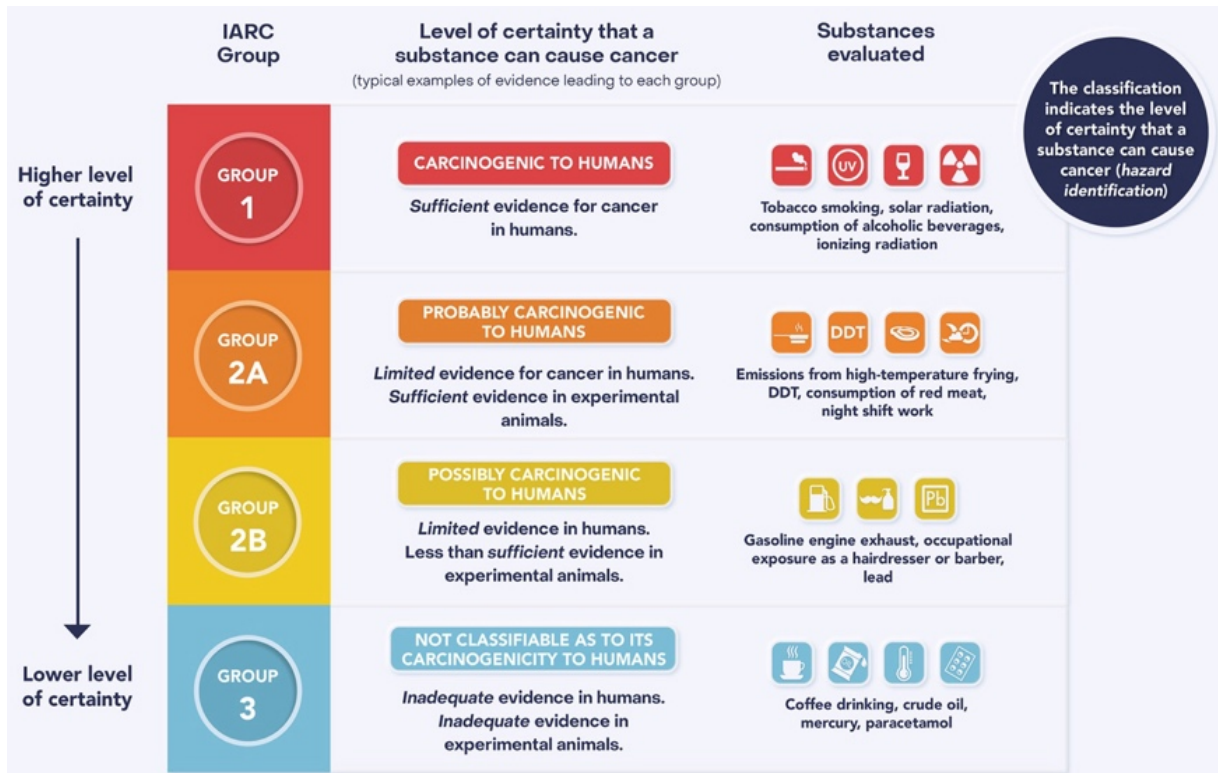 IARC
Group
Level of certainty that a
substance can cause cancer
(typical examples of evidence leading to each group)
Substances
evaluated
The classification
indicates the level
of certainty that a
substance can cause
cancer (hazard
identification)
Higher level
of certainty
Lower level
of certainty
GROUP
1
CARCINOGENIC TO HUMANS
Sufficient evidence for cancer
in humans.
UV
Tobacco smoking, solar radiation,
consumption of alcoholic beverages,
ionizing radiation
GROUP
2A
PROBABLY CARCINOGENIC
TO HUMANS
Limited evidence for cancer in humans.
Sufficient evidence in experimental
animals.
DDT
Emissions from high-temperature frying,
DDT, consumption of red meat,
night shift work
GROUP
2B
POSSIBLY CARCINOGENIC
TO HUMANS
Limited evidence in humans.
Less than sufficient evidence in
experimental animals.
Pb
Gasoline engine exhaust, occupational
exposure as a hairdresser or barber,
lead
GROUP
3
NOT CLASSIFIABLE AS TO ITS
CARCINOGENICITY TO HUMANS
Inadequate evidence in humans.
Inadequate evidence in
experimental animals.
Coffee drinking, crude oil,
mercury, paracetamol